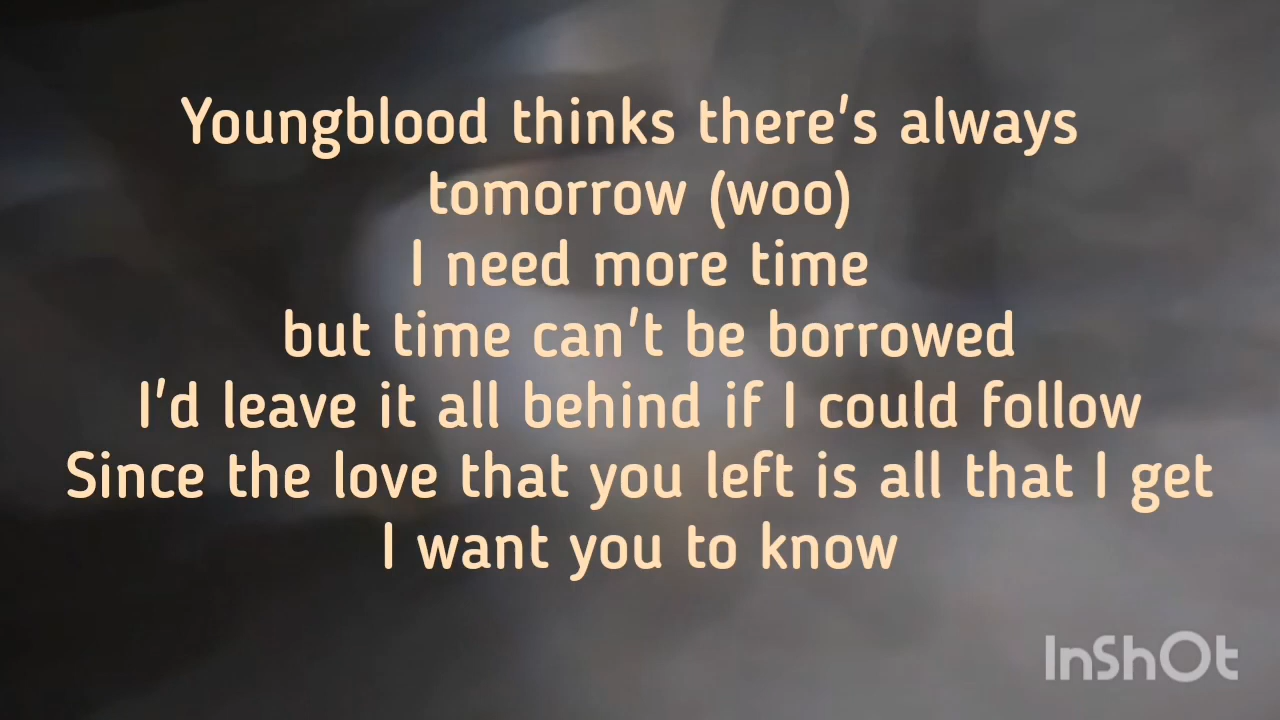 Youngblood thinks there's always
tomorrow (woo)
I need more time
but time can't be borrowed
I'd leave it all behind if I could follow
Since the love that you left is all that I get
I want you to know
InShOt